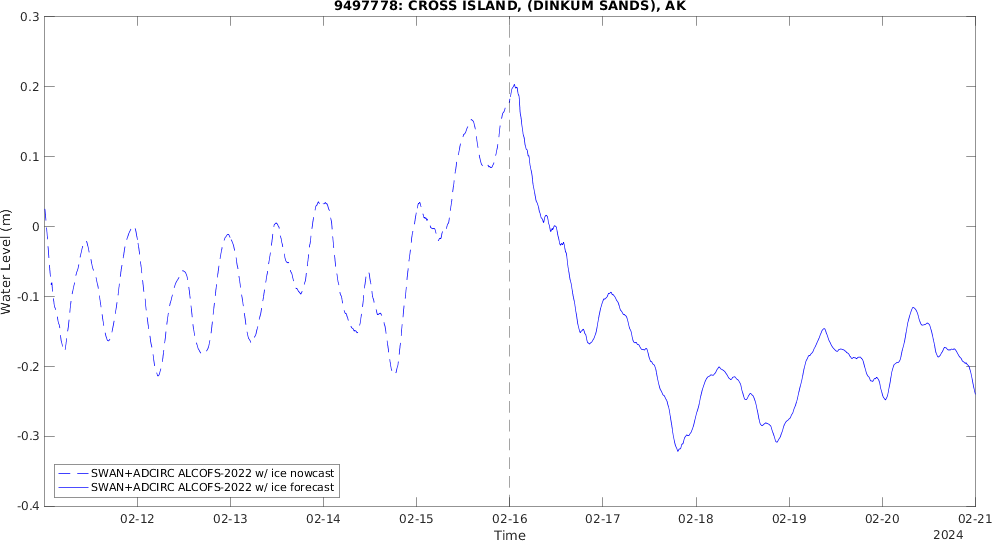 9497778: CROSS ISLAND, (DINKUM SANDS), AK
0.3
0.2
0.1
0
-0.1
-0.2
-0.3
-0.4
Water Level (m)
SWAN+ADCIRC ALCOFS-2022 w/ ice nowcast
SWAN+ADCIRC ALCOFS-2022 w/ ice forecast
02-12 02-13 02-14 02-15 02-16 02-17 02-18 02-19 02-20 02-21
Time
2024